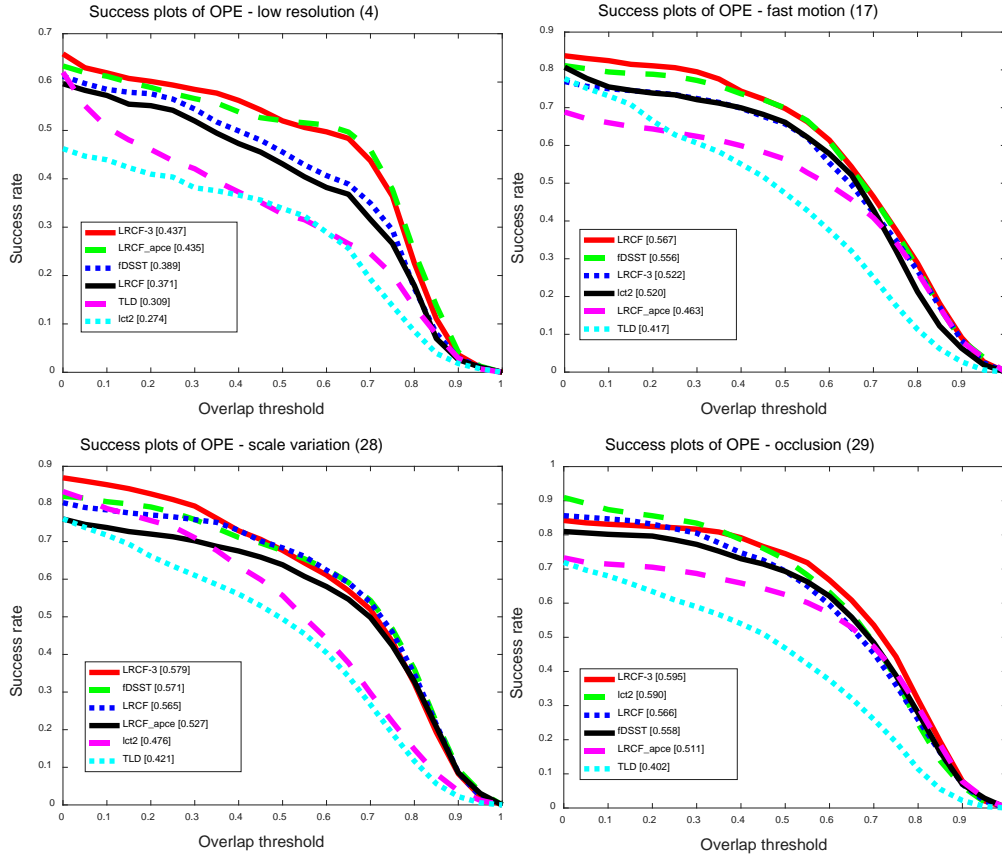 Success plots of OPE - low resolution (4)
0.7
0.6
0.5
0.4
0.3
0.2
0.1
0
Success rate
LRCF-3 [0.437]
LRCF_apce [0.435]
fDSST [0.389]
LRCF [0.371]
TLD [0.309]
lct2 [0.274]
0 0.1 0.2 0.3 0.4 0.5 0.6 0.7 0.8 0.9 1
Overlap threshold
Success plots of OPE - fast motion (17)
0.9
0.8
0.7
0.6
0.5
0.4
0.3
0.2
0.1
0
Success rate
LRCF [0.567]
fDSST [0.556]
LRCF-3 [0.522]
lct2 [0.520]
LRCF_apce [0.463]
TLD [0.417]
0 0.1 0.2 0.3 0.4 0.5 0.6 0.7 0.8 0.9
Overlap threshold
Success plots of OPE - scale variation (28)
0.9
0.8
0.7
0.6
0.5
0.4
0.3
0.2
0.1
0
Success rate
LRCF-3 [0.579]
fDSST [0.571]
LRCF [0.565]
LRCF_apce [0.527]
lct2 [0.476]
TLD [0.421]
0 0.1 0.2 0.3 0.4 0.5 0.6 0.7 0.8 0.9 1
Overlap threshold
Success plots of OPE - occlusion (29)
1
0.9
0.8
0.7
0.6
0.5
0.4
0.3
0.2
0.1
0
Success rate
LRCF-3 [0.595]
lct2 [0.590]
LRCF [0.566]
fDSST [0.558]
LRCF_apce [0.511]
TLD [0.402]
0 0.1 0.2 0.3 0.4 0.5 0.6 0.7 0.8 0.9
Overlap threshold